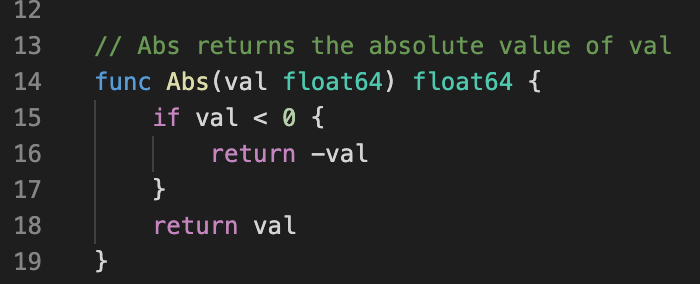 12
13 // Abs returns the absolute value of val
14 func Abs(val float64) float64 {
15 if val < 0 {
16 return -val
17 }
18 return val
19 }